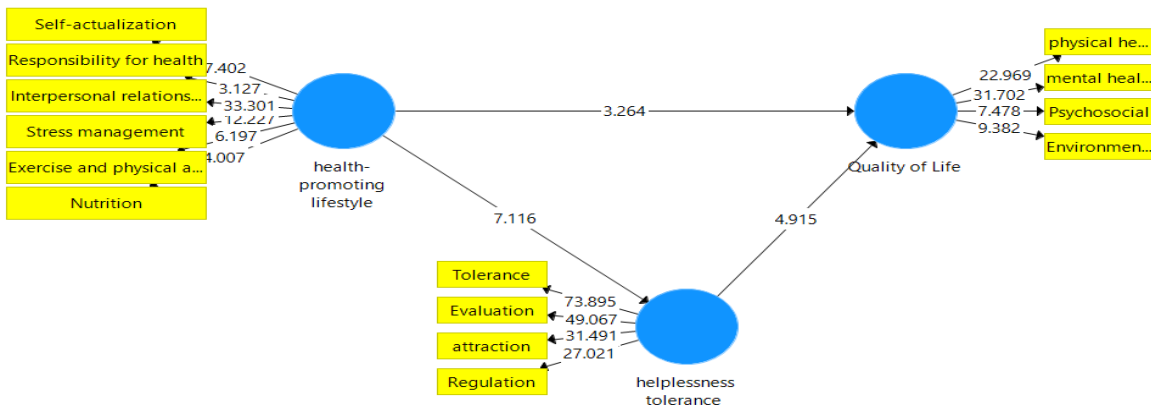 Self-actualization
Responsibility for health
Interpersonal relations...
Stress management
Exercise and physical a...
Nutrition
7.402
3.127
33.301
12.227
6.197
4.007
health-
promoting
lifestyle
3.264
7.116
4.915
Quality of Life
22.969
31.702
7.478
9.382
physical he...
mental heal...
Psychosocial
Environmen...
Tolerance
Evaluation
attraction
Regulation
73.895
49.067
31.491
27.021
helplessness
tolerance